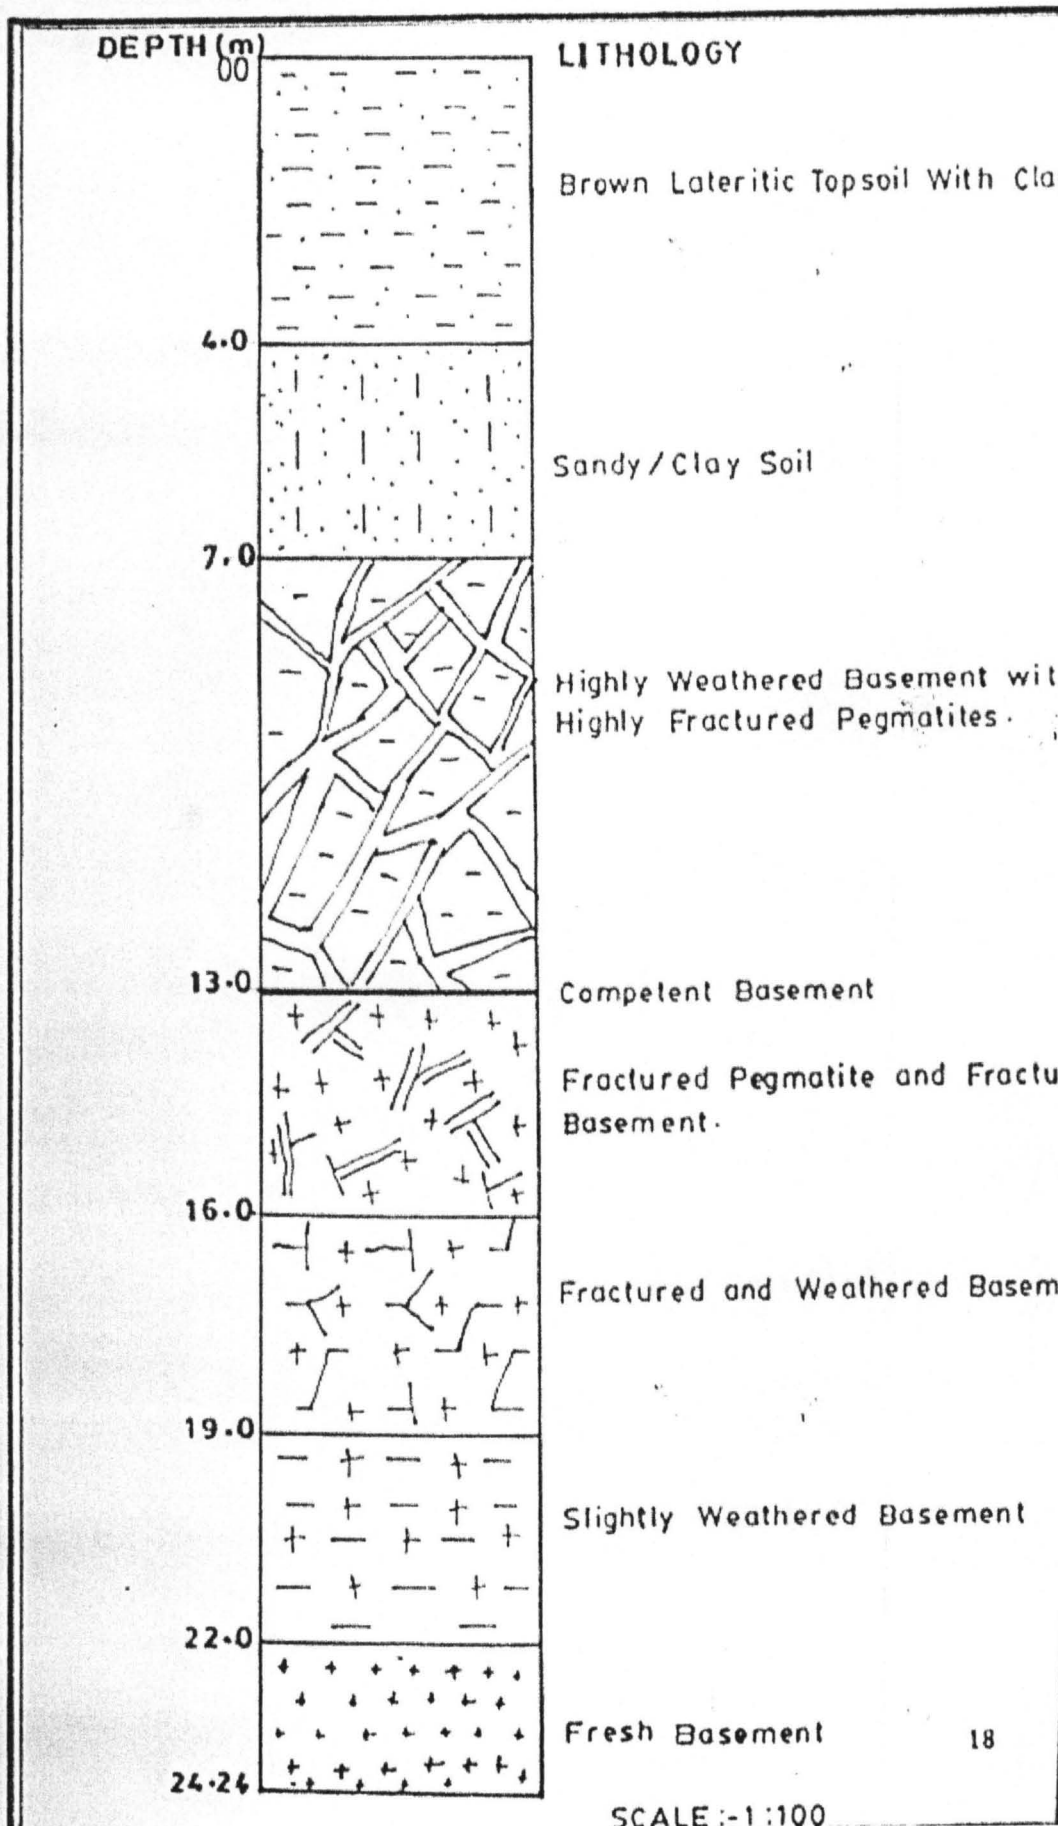 DEPTH (m)
LITHOLOGY
00
Brown Lateritic Topsoil With Cla
4.0
Sandy/Clay Soil
7.0
Highly Weathered Basement wit
Highly Fractured Pegmatites.
13.0
Competent Basement
Fractured Pegmatite and Fractu
Basement.
16.0
Fractured and Weathered Basem
19.0
Slightly Weathered Basement
22.0
Fresh Basement
18
24.24
SCALE:-1:100